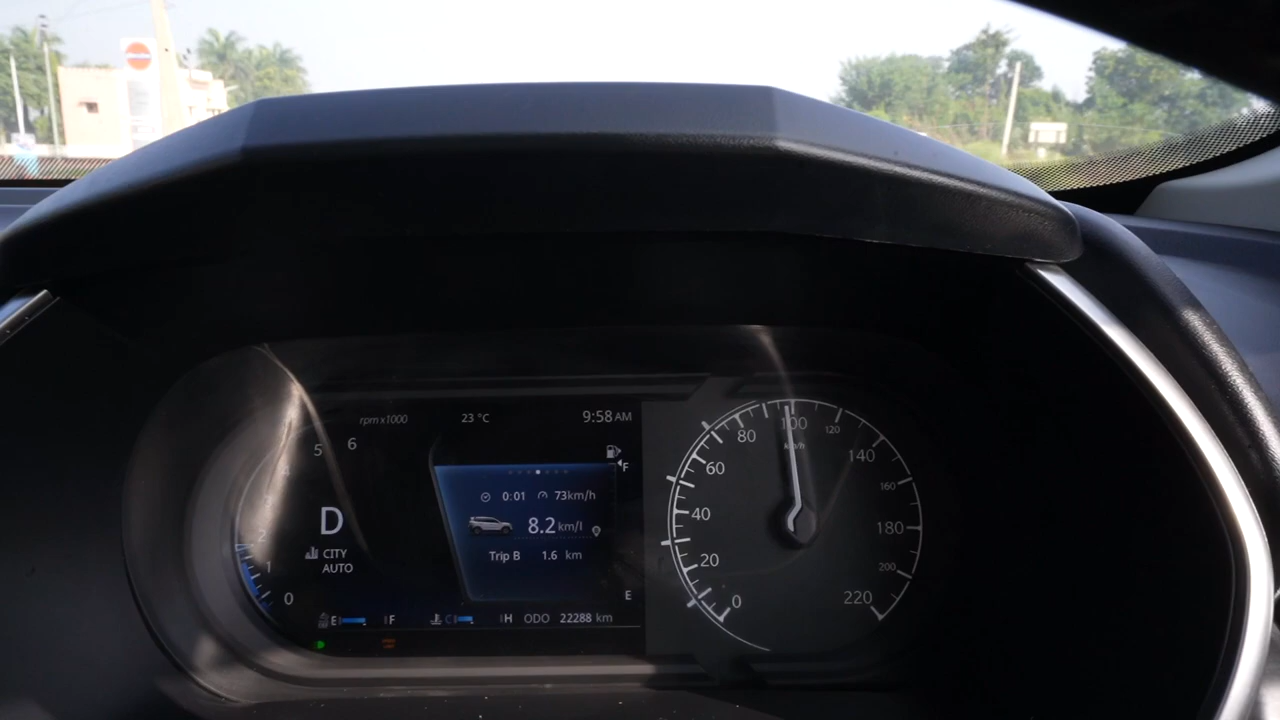 rpm x1000
23 °C
9:58 AM
6
5
4
3
2
1
0
D
CITY
AUTO
F
0:01
73km/h
8.2 km/l
Trip B 1.6 km
E
E F
C H
ODO 22288 km
0
20
40
60
80
100
120
140
160
180
200
220
km/h